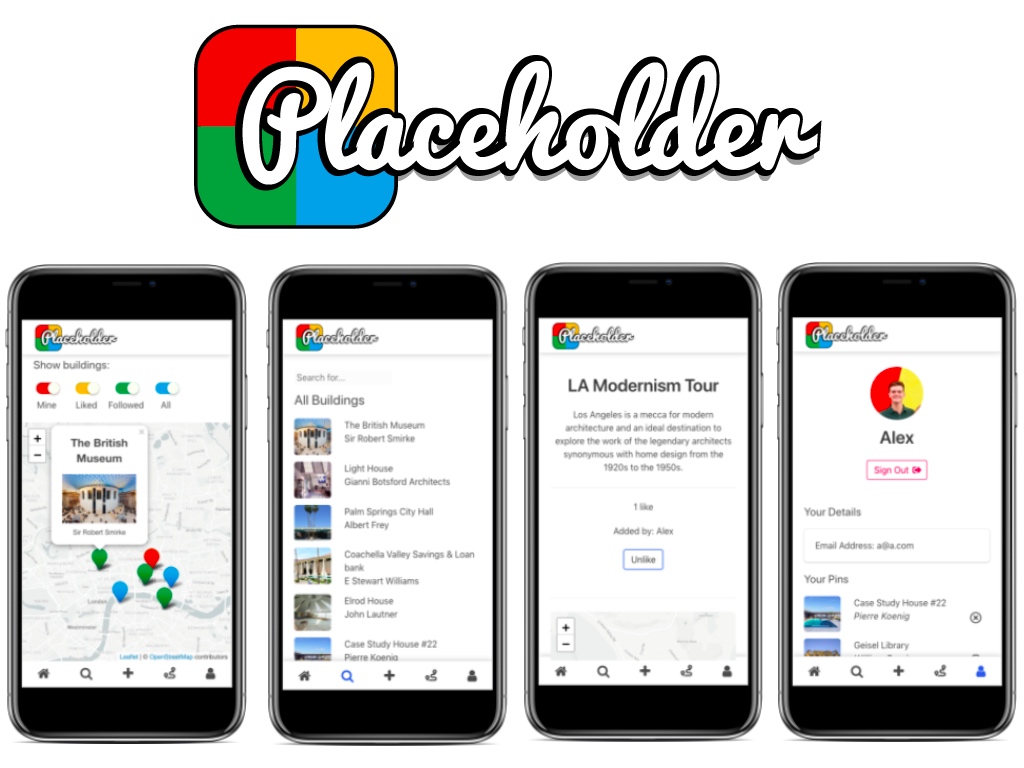 Placeholder
Placeholder
Show buildings:
Mine Liked Followed All
+
−
The British
Museum
Sir Robert Smirke
London
Westminster
Leaflet | © OpenStreetMap contributors
Placeholder
Search for...
All Buildings
The British Museum
Sir Robert Smirke
Light House
Gianni Botsford Architects
Palm Springs City Hall
Albert Frey
Coachella Valley Savings & Loan
bank
E Stewart Williams
Elrod House
John Lautner
Case Study House #22
Pierre Koenig
Placeholder
LA Modernism Tour
Los Angeles is a mecca for modern
architecture and an ideal destination to
explore the work of the legendary architects
synonymous with home design from the
1920s to the 1950s.
1 like
Added by: Alex
Unlike
+
−
Placeholder
Alex
Sign Out
Your Details
Email Address: a@a.com
Your Pins
Case Study House #22
Pierre Koenig
Geisel Library